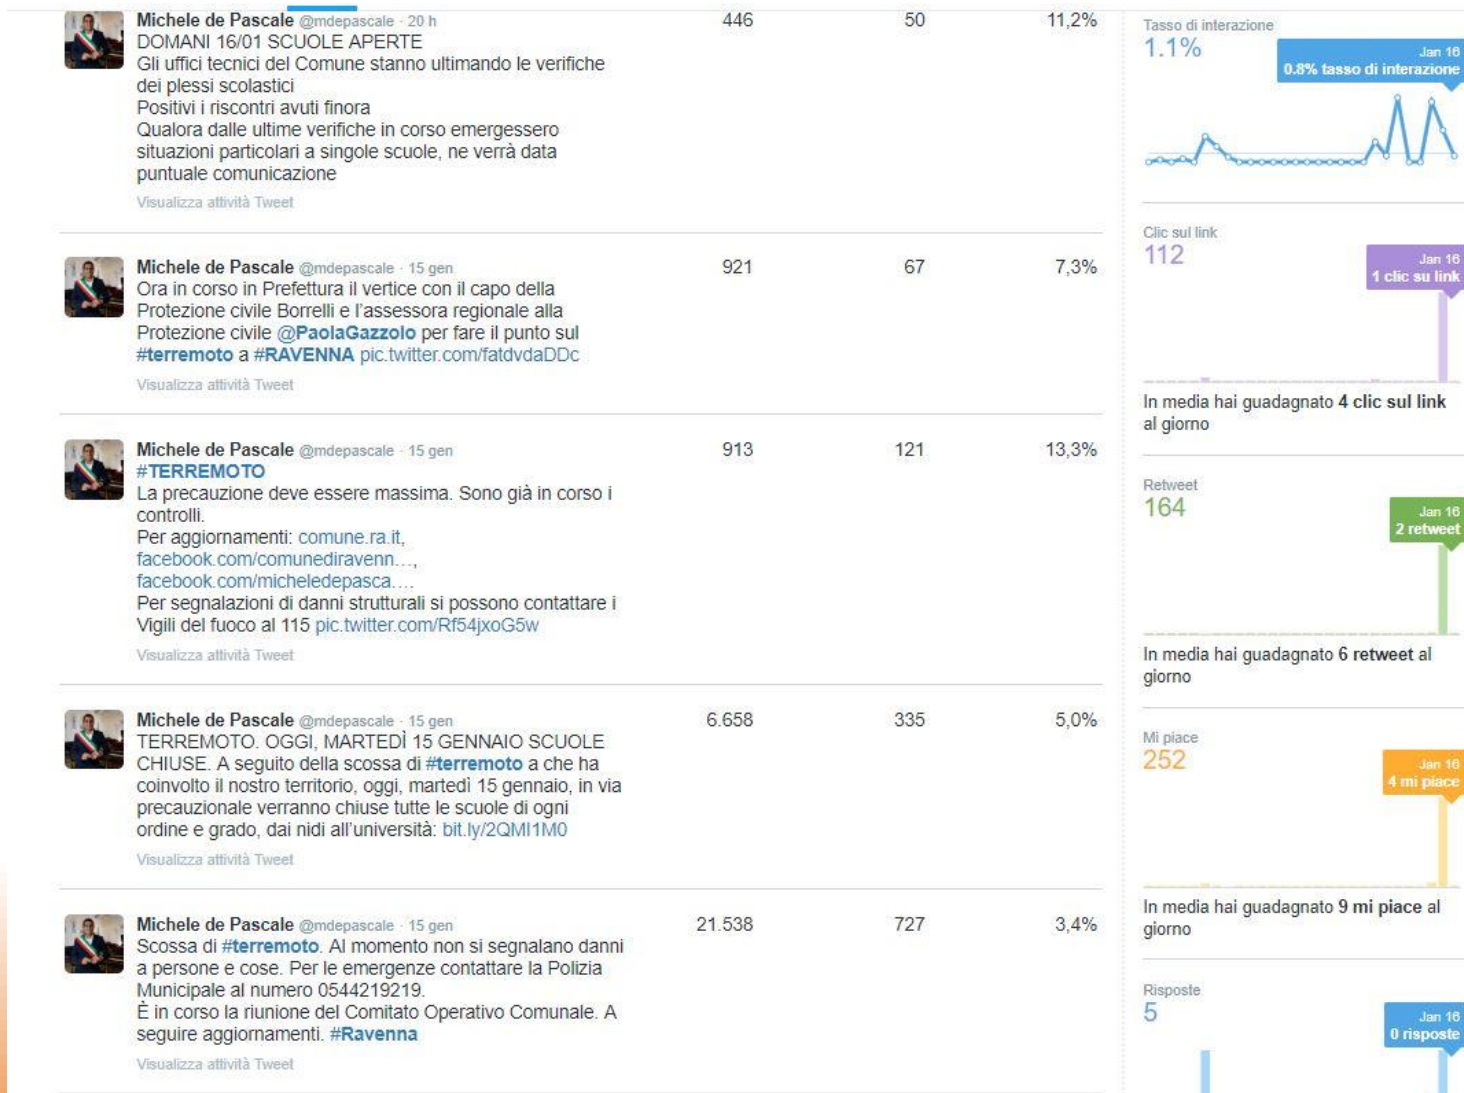 Michele de Pascale @mdepascale · 20 h
446 50 11,2%
DOMANI 16/01 SCUOLE APERTE
Gli uffici tecnici del Comune stanno ultimando le verifiche
dei plessi scolastici
Positivi i riscontri avuti finora
Qualora dalle ultime verifiche in corso emergessero
situazioni particolari a singole scuole, ne verrà data
puntuale comunicazione
Visualizza attività Tweet
Michele de Pascale @mdepascale · 15 gen
921 67 7,3%
Ora in corso in Prefettura il vertice con il capo della
Protezione civile Borrelli e l'assessora regionale alla
Protezione civile @PaolaGazzolo per fare il punto sul
#terremoto a #RAVENNA pic.twitter.com/fatdvdaDDc
Visualizza attività Tweet
Michele de Pascale @mdepascale · 15 gen
913 121 13,3%
#TERREMOTO
La precauzione deve essere massima. Sono già in corso i
controlli.
Per aggiornamenti: comune.ra.it,
facebook.com/comunediravenn…,
facebook.com/micheledepasca…
Per segnalazioni di danni strutturali si possono contattare i
Vigili del fuoco al 115 pic.twitter.com/Rf54jxoG5w
Visualizza attività Tweet
Michele de Pascale @mdepascale · 15 gen
6.658 335 5,0%
TERREMOTO. OGGI, MARTEDÌ 15 GENNAIO SCUOLE
CHIUSE. A seguito della scossa di #terremoto a che ha
coinvolto il nostro territorio, oggi, martedì 15 gennaio, in via
precauzionale verranno chiuse tutte le scuole di ogni
ordine e grado, dai nidi all'università: bit.ly/2QMI1M0
Visualizza attività Tweet
Michele de Pascale @mdepascale · 15 gen
21.538 727 3,4%
Scossa di #terremoto. Al momento non si segnalano danni
a persone e cose. Per le emergenze contattare la Polizia
Municipale al numero 0544219219.
È in corso la riunione del Comitato Operativo Comunale. A
seguire aggiornamenti. #Ravenna
Visualizza attività Tweet
Tasso di interazione
1.1%
Jan 16
0.8% tasso di interazione
Clic sul link
112
Jan 16
1 clic su link
In media hai guadagnato 4 clic sul link
al giorno
Retweet
164
Jan 16
2 retweet
In media hai guadagnato 6 retweet al
giorno
Mi piace
252
Jan 16
4 mi piace
In media hai guadagnato 9 mi piace al
giorno
Risposte
5
Jan 16
0 risposte